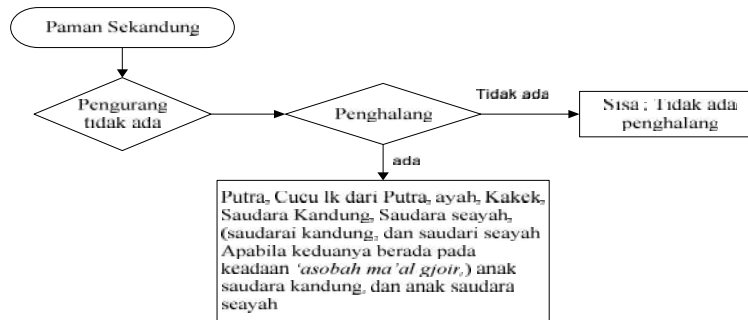 Paman Sekandung
Pengurang
tidak ada
Penghalang
Tidak ada
Sisa ; Tidak ada
penghalang
ada
Putra, Cucu lk dari Putra, ayah, Kakek,
Saudara Kandung, Saudara seayah,
(saudarai kandung, dan saudari seayah
Apabila keduanya berada pada
keadaan 'asobah ma'al gjoir,) anak
saudara kandung, dan anak saudara
seayah